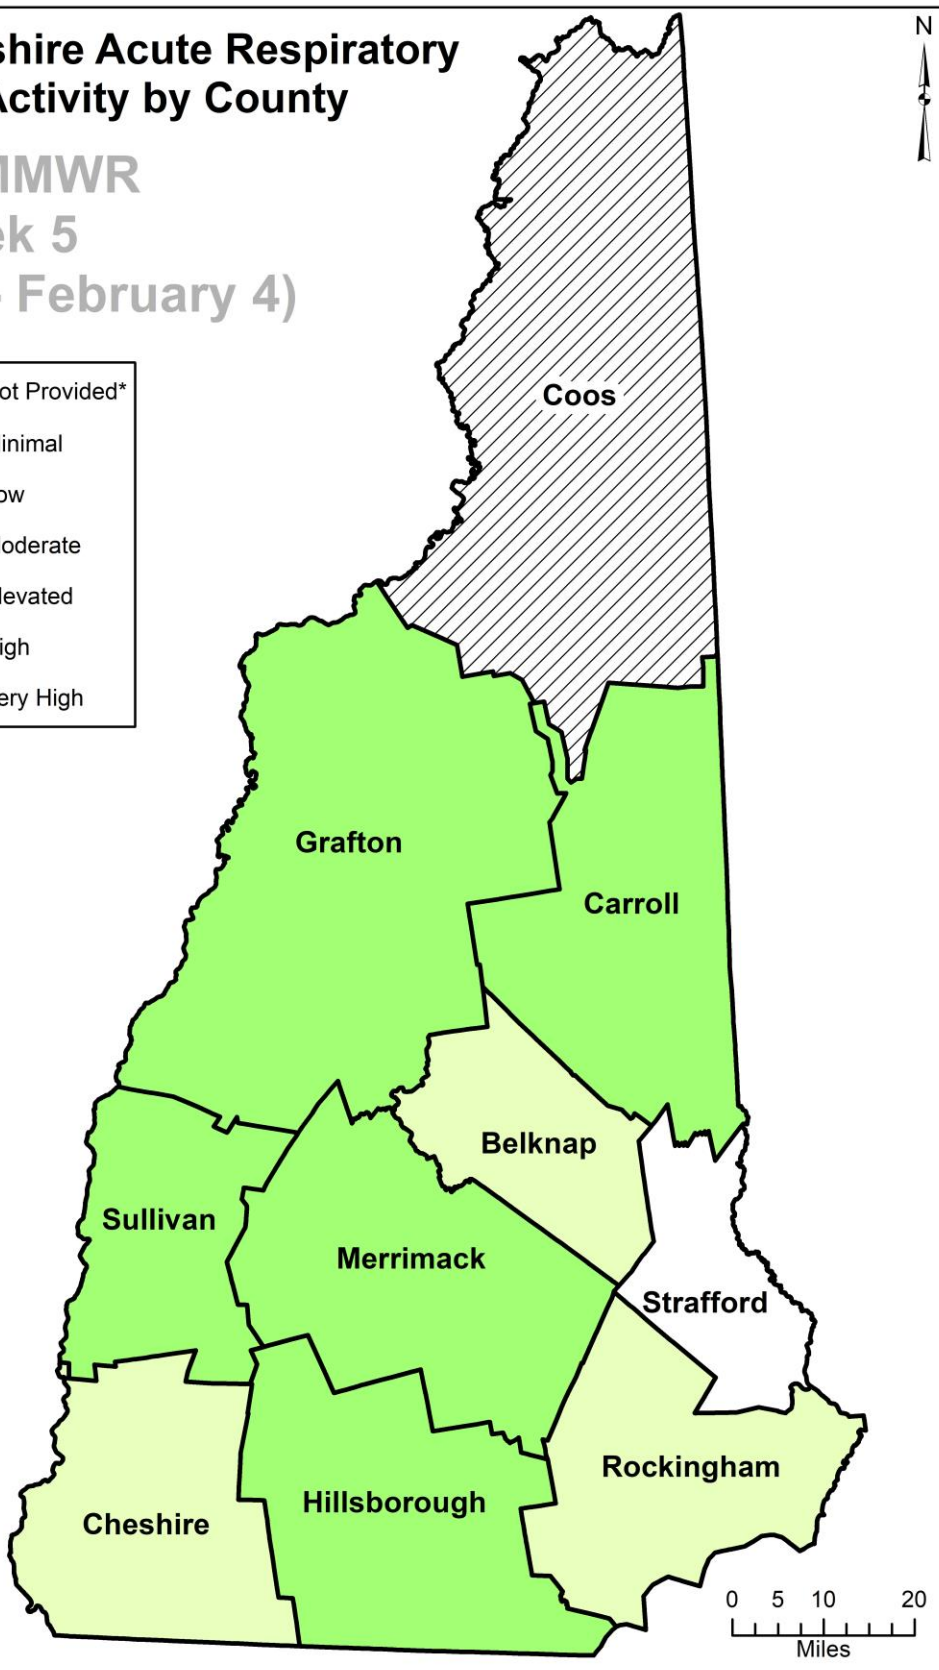 shire Acute Respiratory
Activity by County
MMWR
ek 5
- February 4)
N
ot Provided*
inimal
ow
oderate
levated
igh
ery High
Coos
Grafton
Carroll
Belknap
Sullivan
Merrimack
Strafford
Rockingham
Hillsborough
Cheshire
0 5 10 20
Miles